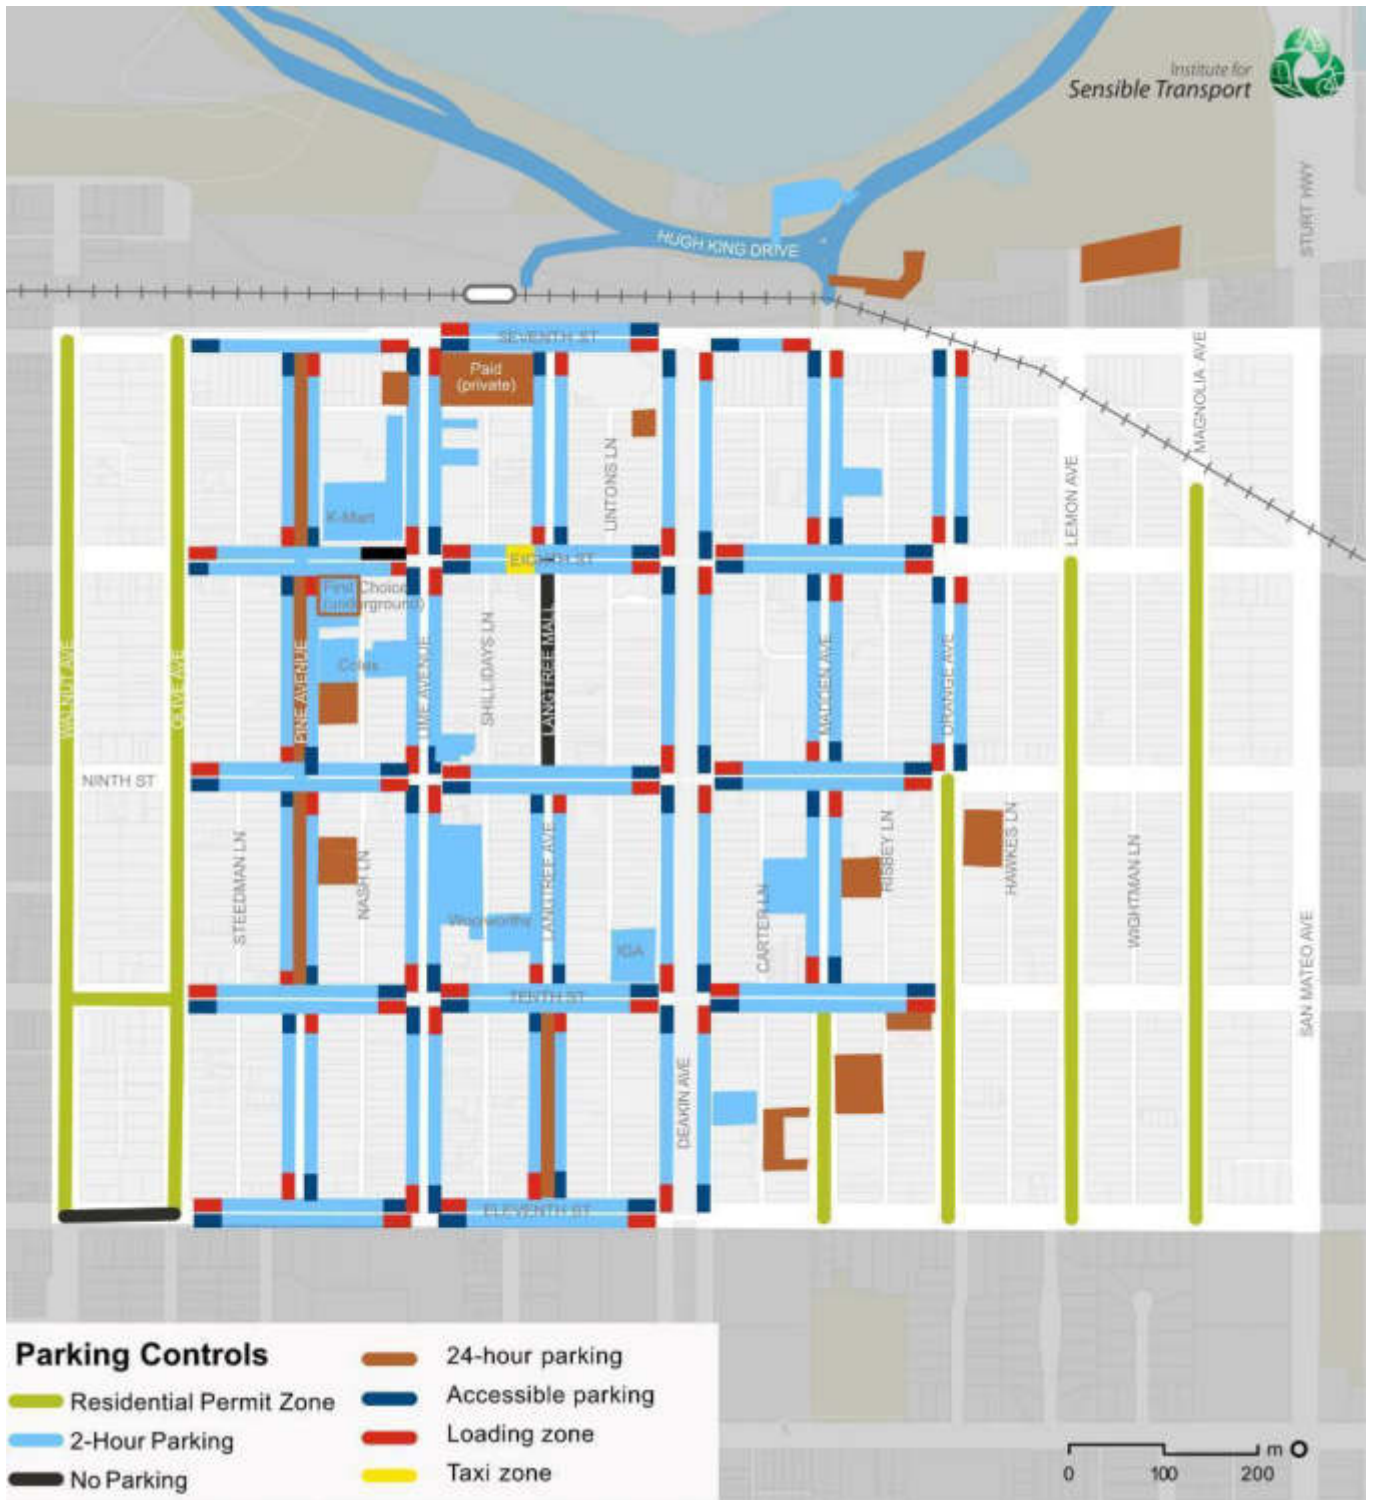 Institute for
Sensible Transport
STURT HWY
HUGH KING DRIVE
SEVENTH ST
MAGNOLIA AVE
Paid
(private)
LINTONS LN
LEMON AVE
K-Mart
EIGHTH ST
First Choice
(underground)
WALNUT AVE
OLIVE AVE
PINE AVENUE
Coles
LIME AVENUE
SHILLIDAYS LN
LANGTREE MALL
MADDEN AVE
ORANGE AVE
NINTH ST
STEEDMAN LN
NASH LN
Woolworths
LANGTREE AVE
IGA
CARTER LN
RISBEY LN
HAWKES LN
WIGHTMAN LN
SAN MATEO AVE
TENTH ST
DEAKIN AVE
ELEVENTH ST
Parking Controls
Residential Permit Zone
2-Hour Parking
No Parking
24-hour parking
Accessible parking
Loading zone
Taxi zone
m
0 100 200